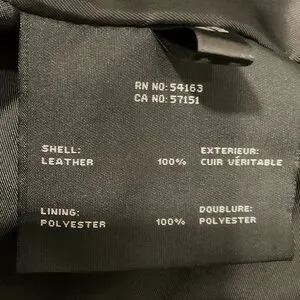 RN NO: 54163
CA NO: 57151
SHELL: EXTERIEUR:
LEATHER 100% CUIR VÉRITABLE
LINING: DOUBLURE:
POLYESTER 100% POLYESTER